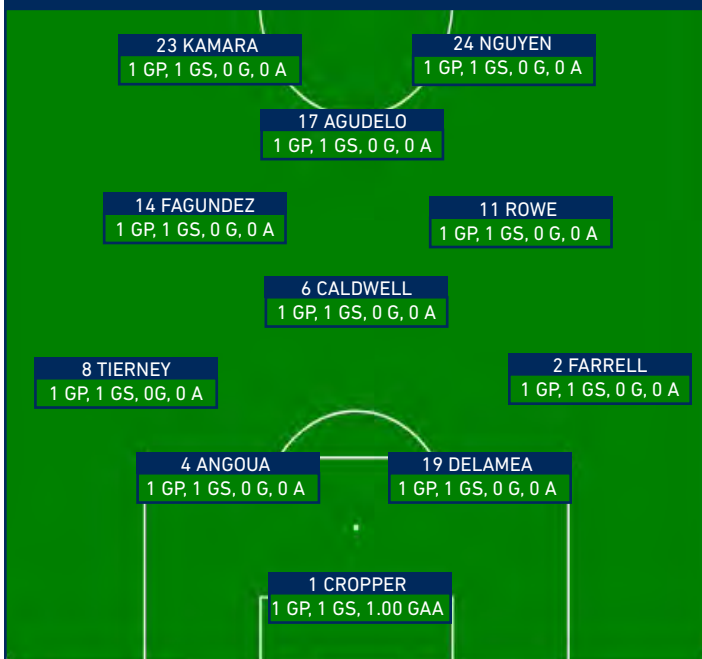 23 KAMARA
1 GP, 1 GS, 0 G, 0 A
24 NGUYEN
1 GP, 1 GS, 0 G, 0 A
17 AGUDELO
1 GP, 1 GS, 0 G, 0 A
14 FAGUNDEZ
1 GP, 1 GS, 0 G, 0 A
11 ROWE
1 GP, 1 GS, 0 G, 0 A
6 CALDWELL
1 GP, 1 GS, 0 G, 0 A
8 TIERNEY
1 GP, 1 GS, 0G, 0 A
2 FARRELL
1 GP, 1 GS, 0 G, 0 A
4 ANGOUA
1 GP, 1 GS, 0 G, 0 A
19 DELAMEA
1 GP, 1 GS, 0 G, 0 A
1 CROPPER
1 GP, 1 GS, 1.00 GAA